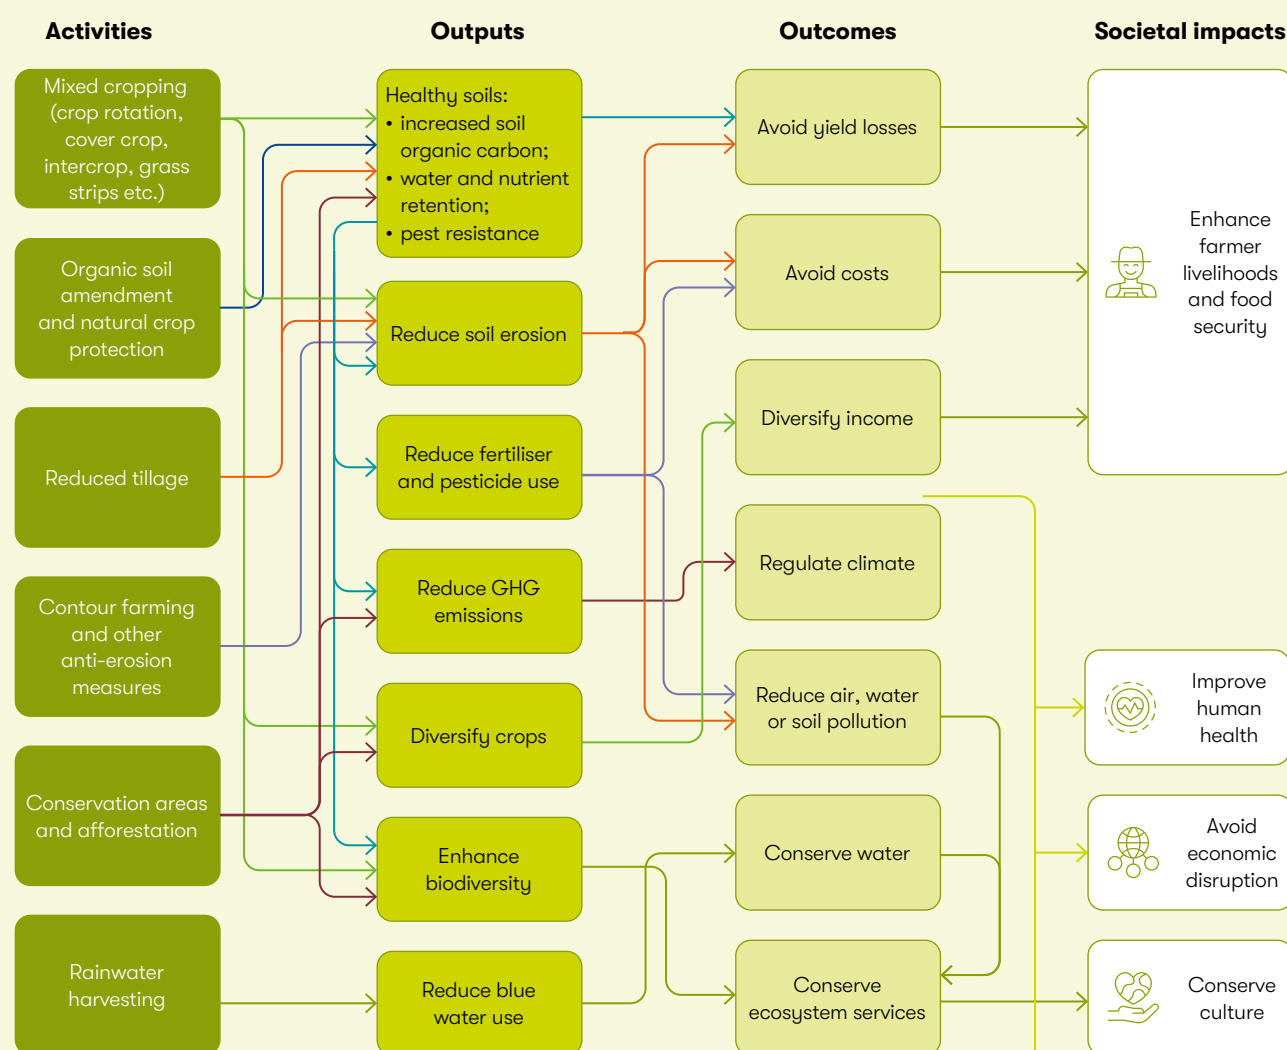 Activities
Outputs
Outcomes
Societal impacts
Mixed cropping
(crop rotation,
cover crop,
intercrop, grass
strips etc.)
Organic soil
amendment
and natural crop
protection
Reduced tillage
Contour farming
and other
anti-erosion
measures
Conservation areas
and afforestation
Rainwater
harvesting
Healthy soils:
• increased soil
organic carbon;
• water and nutrient
retention;
• pest resistance
Reduce soil erosion
Reduce fertiliser
and pesticide use
Reduce GHG
emissions
Diversify crops
Enhance
biodiversity
Reduce blue
water use
Avoid yield losses
Avoid costs
Diversify income
Regulate climate
Reduce air, water
or soil pollution
Conserve water
Conserve
ecosystem services
Enhance
farmer
livelihoods
and food
security
Improve
human
health
Avoid
economic
disruption
Conserve
culture